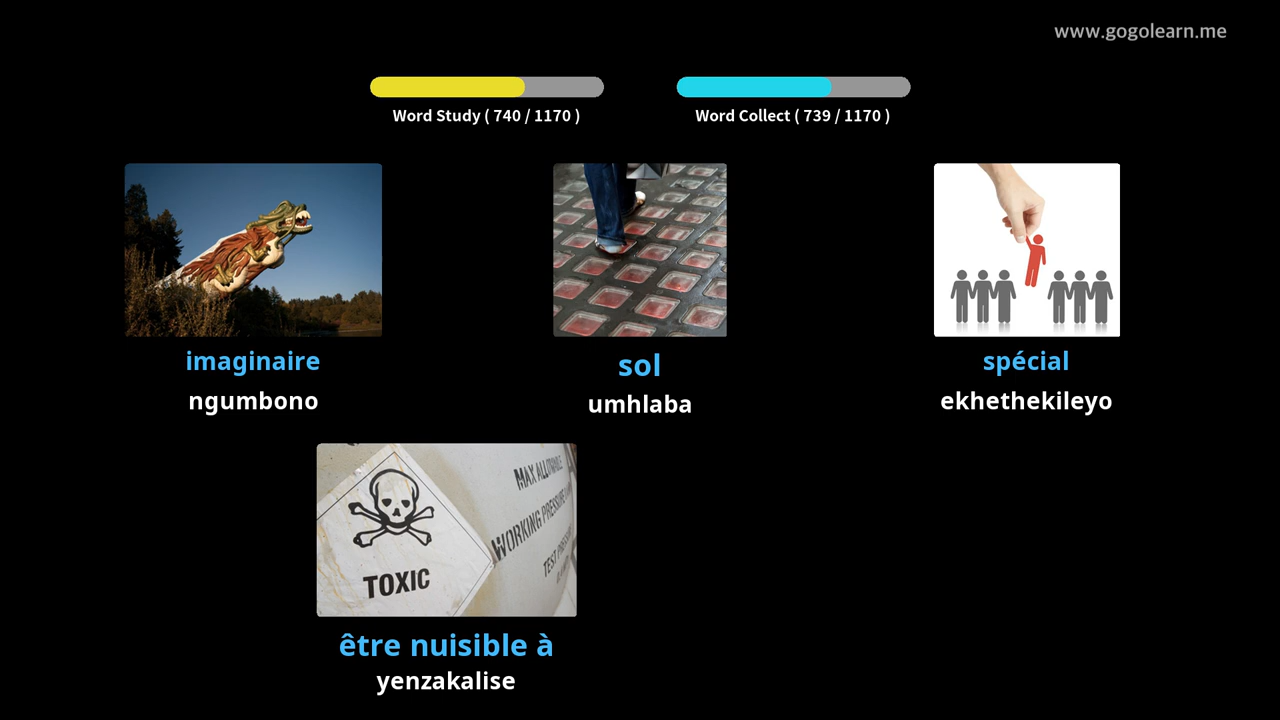 www.gogolearn.me
Word Study ( 740 / 1170 )
Word Collect ( 739 / 1170 )
imaginaire
ngumbono
sol
umhlaba
spécial
ekhethekileyo
TOXIC
MAX
WORKING PRESSURE
TEST
être nuisible à
yenzakalise